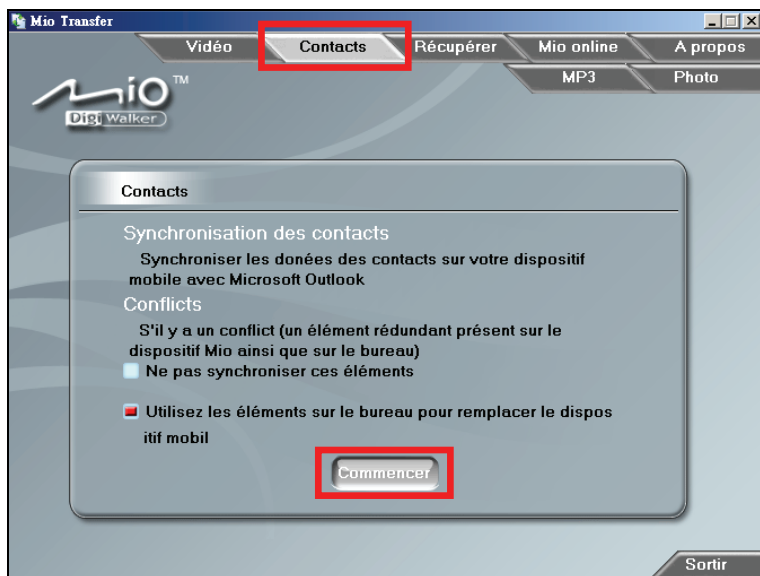 Mio Transfer
Vidéo Contacts Récupérer Mio online A propos
MP3 Photo
Mio TM
DigiWalker
Contacts
Synchronisation des contacts
Synchroniser les donées des contacts sur votre dispositif
mobile avec Microsoft Outlook
Conflicts
S'il y a un conflict (un élément rédundant présent sur le
dispositif Mio ainsi que sur le bureau)
Ne pas synchroniser ces éléments
Utilisez les éléments sur le bureau pour remplacer le dispos
itif mobil
Commencer
Sortir